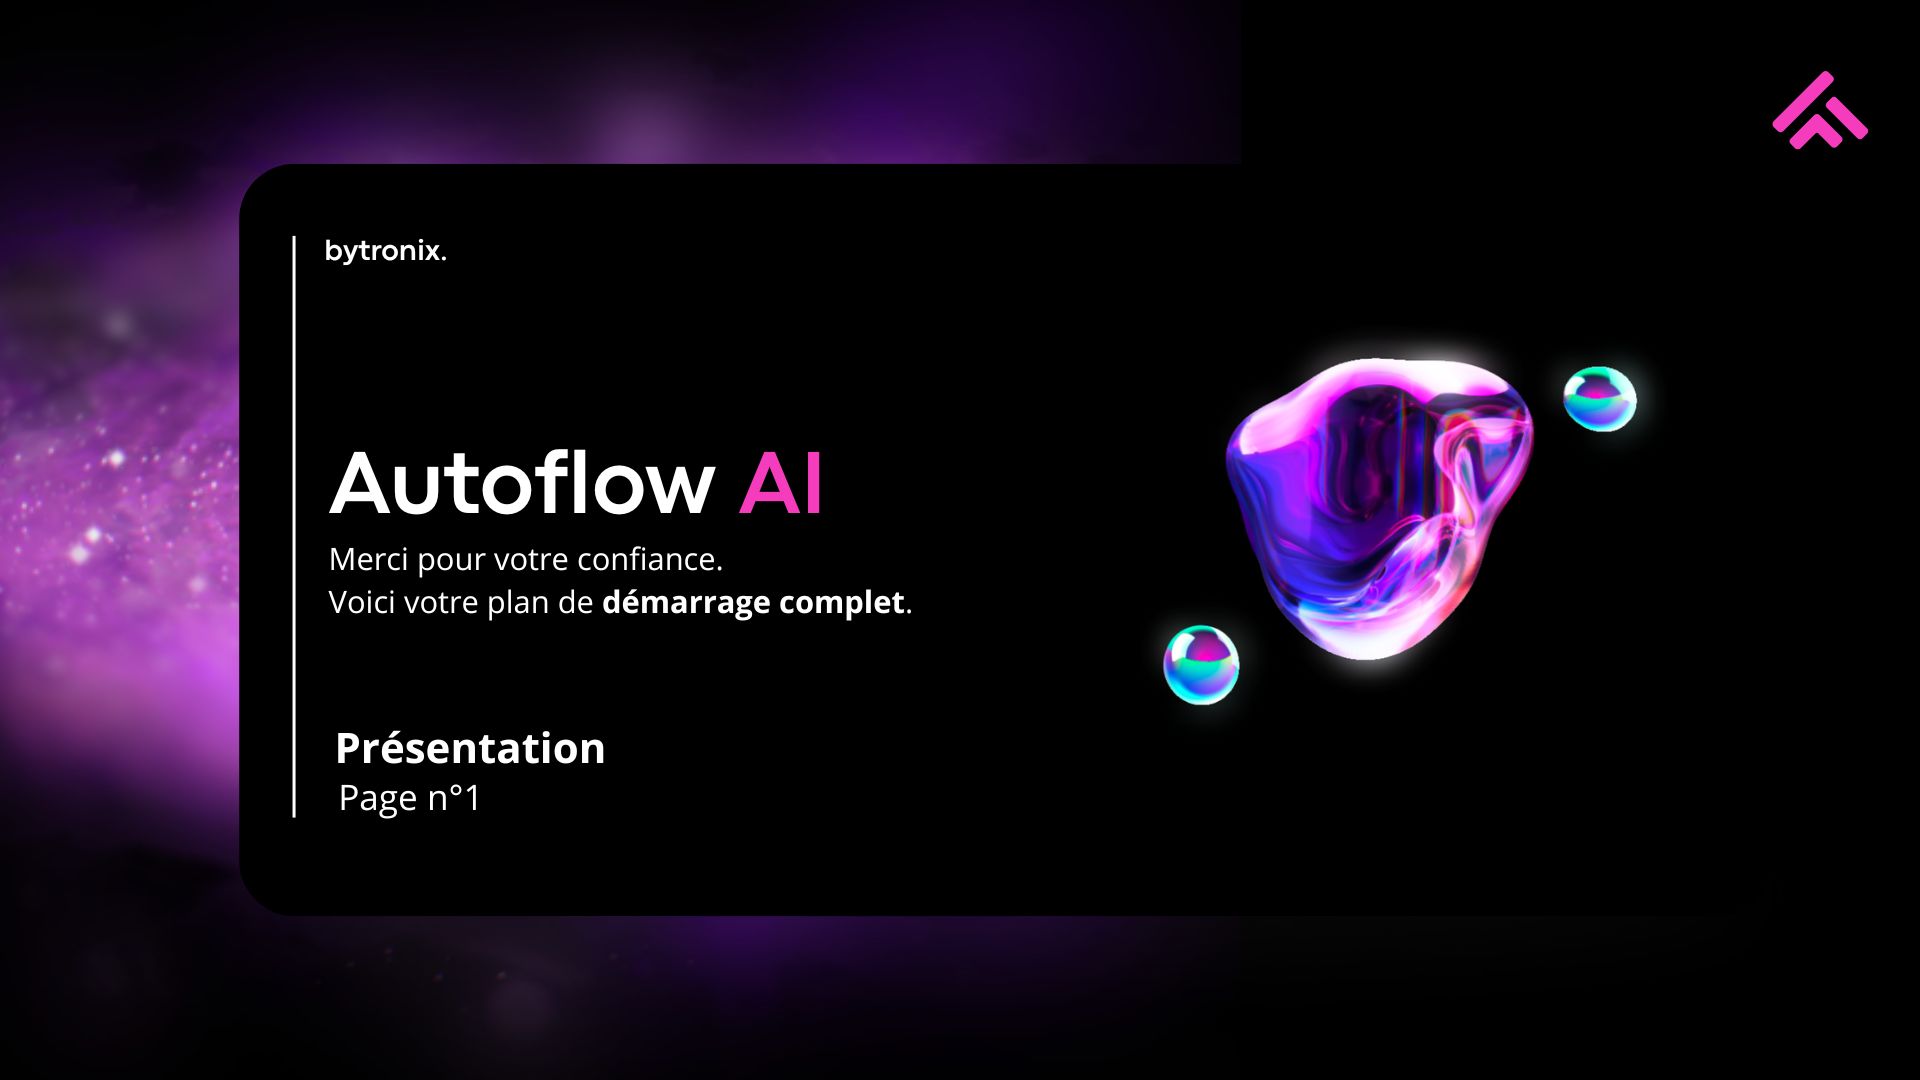 bytronix.
Autoflow AI
Merci pour votre confiance.
Voici votre plan de démarrage complet.
Présentation
Page n°1